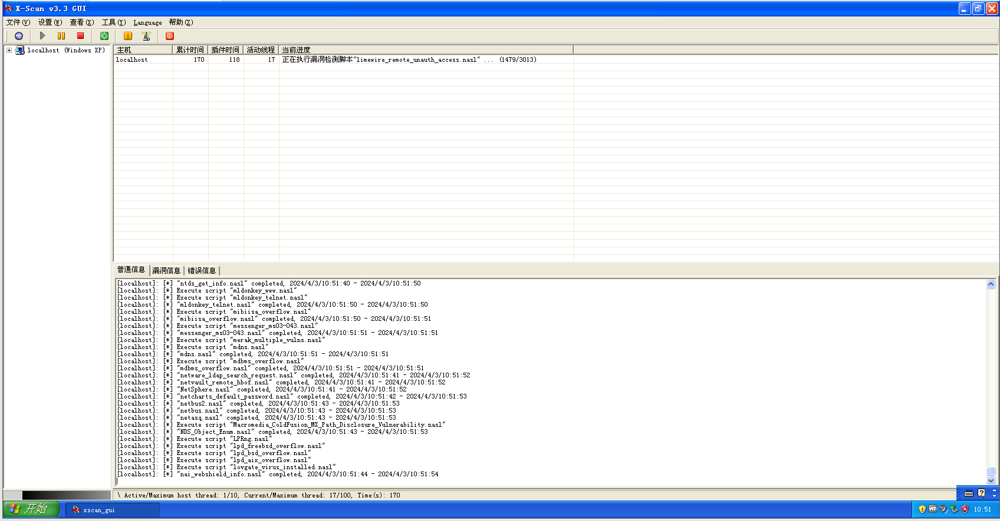 X-Scan v3.3 GUI
文件(V) 设置(W) 查看(X) 工具(Y) Language 帮助(Z)
localhost (Windows XP)
主机 累计时间 插件时间 活动线程 当前进度
localhost 170 118 17 正在执行漏洞检测脚本"limewire_remote_unauth_access.nasl" ... (1479/3013)
普通信息 漏洞信息 错误信息
[localhost]: [*] "ntds_get_info.nasl" completed, 2024/4/3/10:51:40 - 2024/4/3/10:51:50
[localhost]: [*] Execute script "mldonkey_www.nasl"
[localhost]: [*] Execute script "mldonkey_telnet.nasl"
[localhost]: [*] "mldonkey_telnet.nasl" completed, 2024/4/3/10:51:50 - 2024/4/3/10:51:50
[localhost]: [*] Execute script "mibiisa_overflow.nasl"
[localhost]: [*] "mibiisa_overflow.nasl" completed, 2024/4/3/10:51:50 - 2024/4/3/10:51:51
[localhost]: [*] Execute script "messenger_ms03-043.nasl"
[localhost]: [*] "messenger_ms03-043.nasl" completed, 2024/4/3/10:51:51 - 2024/4/3/10:51:51
[localhost]: [*] Execute script "merak_multiple_vulns.nasl"
[localhost]: [*] Execute script "mdns.nasl"
[localhost]: [*] "mdns.nasl" completed, 2024/4/3/10:51:51 - 2024/4/3/10:51:51
[localhost]: [*] Execute script "mdbms_overflow.nasl"
[localhost]: [*] "mdbms_overflow.nasl" completed, 2024/4/3/10:51:51 - 2024/4/3/10:51:51
[localhost]: [*] "netware_ldap_search_request.nasl" completed, 2024/4/3/10:51:41 - 2024/4/3/10:51:52
[localhost]: [*] "netvault_remote_hbof.nasl" completed, 2024/4/3/10:51:41 - 2024/4/3/10:51:52
[localhost]: [*] "NetSphere.nasl" completed, 2024/4/3/10:51:41 - 2024/4/3/10:51:52
[localhost]: [*] "netcharts_default_password.nasl" completed, 2024/4/3/10:51:42 - 2024/4/3/10:51:53
[localhost]: [*] "netbus2.nasl" completed, 2024/4/3/10:51:43 - 2024/4/3/10:51:53
[localhost]: [*] "netbus.nasl" completed, 2024/4/3/10:51:43 - 2024/4/3/10:51:53
[localhost]: [*] "netasq.nasl" completed, 2024/4/3/10:51:43 - 2024/4/3/10:51:53
[localhost]: [*] Execute script "Macromedia_ColdFusion_MX_Path_Disclosure_Vulnerability.nasl"
[localhost]: [*] "NDS_Object_Enum.nasl" completed, 2024/4/3/10:51:43 - 2024/4/3/10:51:53
[localhost]: [*] Execute script "LPRng.nasl"
[localhost]: [*] Execute script "lpd_freebsd_overflow.nasl"
[localhost]: [*] Execute script "lpd_bsd_overflow.nasl"
[localhost]: [*] Execute script "lpd_aix_overflow.nasl"
[localhost]: [*] Execute script "lovgate_virus_installed.nasl"
[localhost]: [*] "nai_webshield_info.nasl" completed, 2024/4/3/10:51:44 - 2024/4/3/10:51:54
\ Active/Maximum host thread: 1/10, Current/Maximum thread: 17/100, Time(s): 170
开始 xscan_gui 10:51